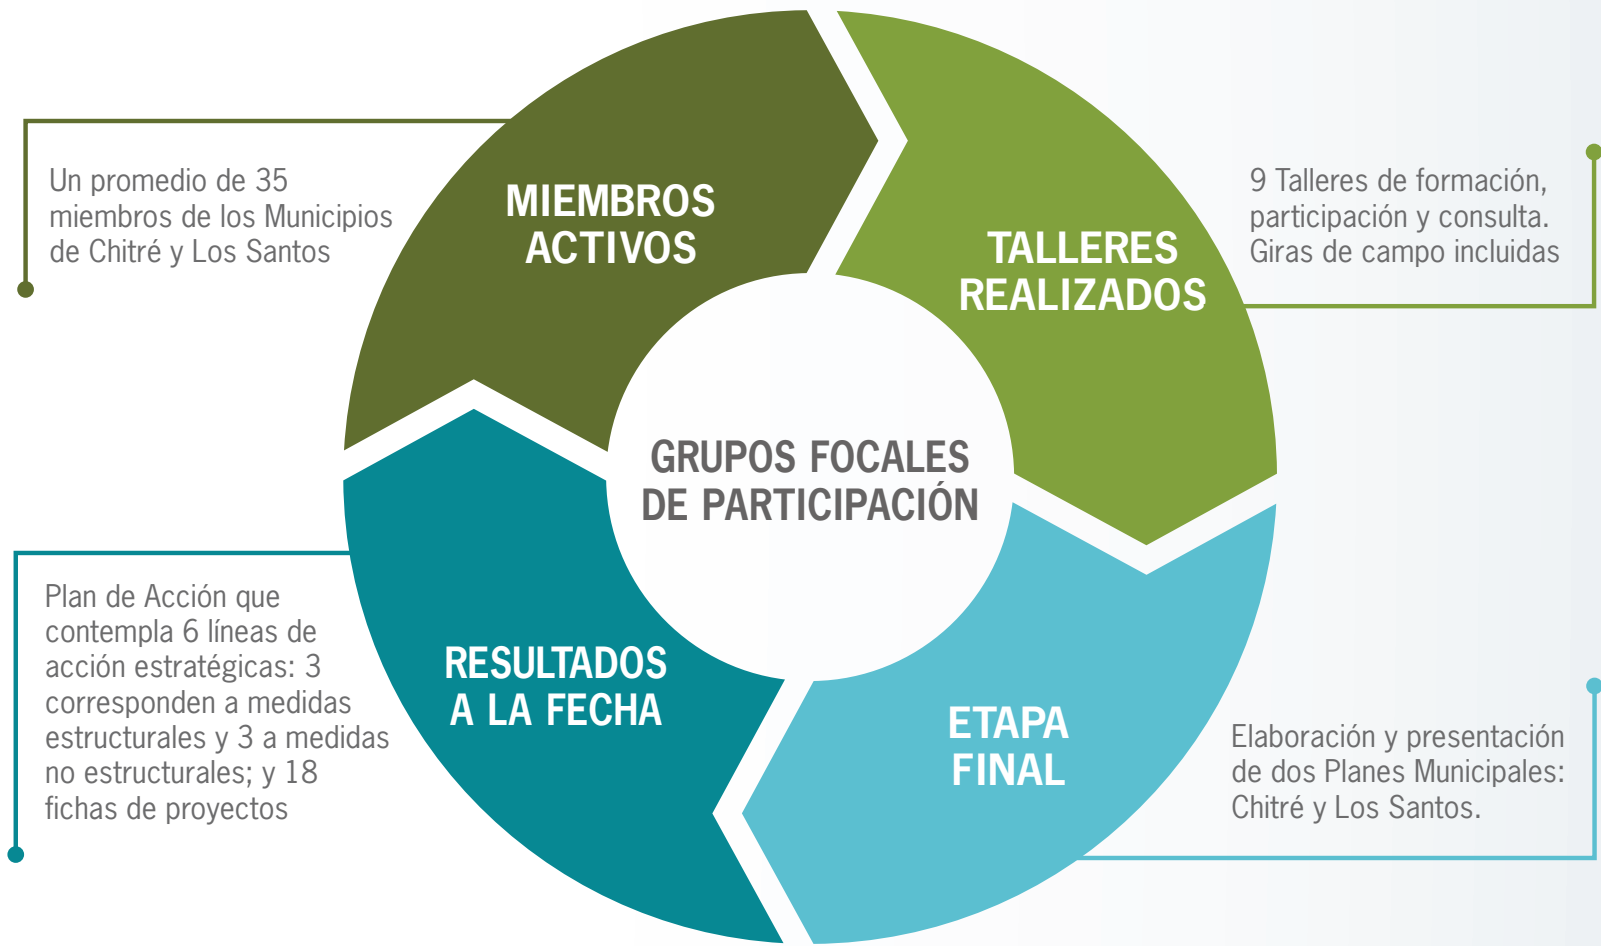 Un promedio de 35
miembros de los Municipios
de Chitré y Los Santos
MIEMBROS
ACTIVOS
TALLERES
REALIZADOS
9 Talleres de formación,
participación y consulta.
Giras de campo incluidas
GRUPOS FOCALES
DE PARTICIPACIÓN
Plan de Acción que
contempla 6 líneas de
acción estratégicas: 3
corresponden a medidas
estructurales y 3 a medidas
no estructurales; y 18
fichas de proyectos
RESULTADOS
A LA FECHA
ETAPA
FINAL
Elaboración y presentación
de dos Planes Municipales:
Chitré y Los Santos.